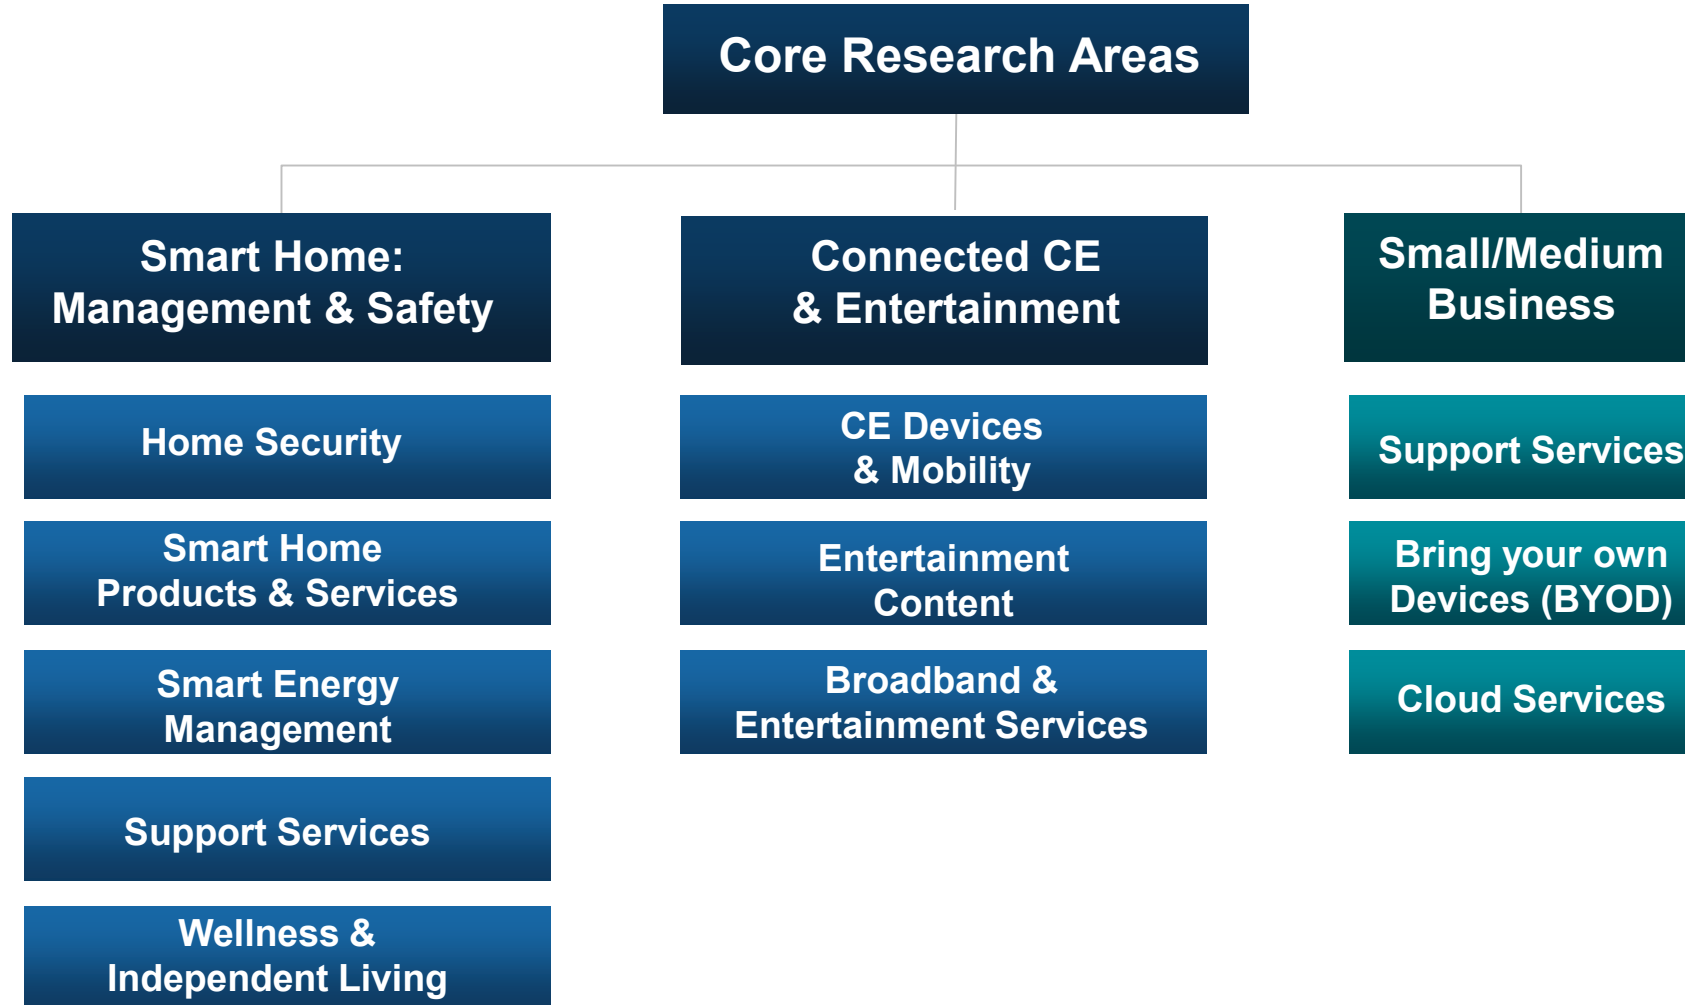 Core Research Areas
Smart Home:
Management & Safety
Home Security
Smart Home
Products & Services
Smart Energy
Management
Support Services
Wellness &
Independent Living
Connected CE
& Entertainment
CE Devices
& Mobility
Entertainment
Content
Broadband &
Entertainment Services
Small/Medium
Business
Support Services
Bring your own
Devices (BYOD)
Cloud Services